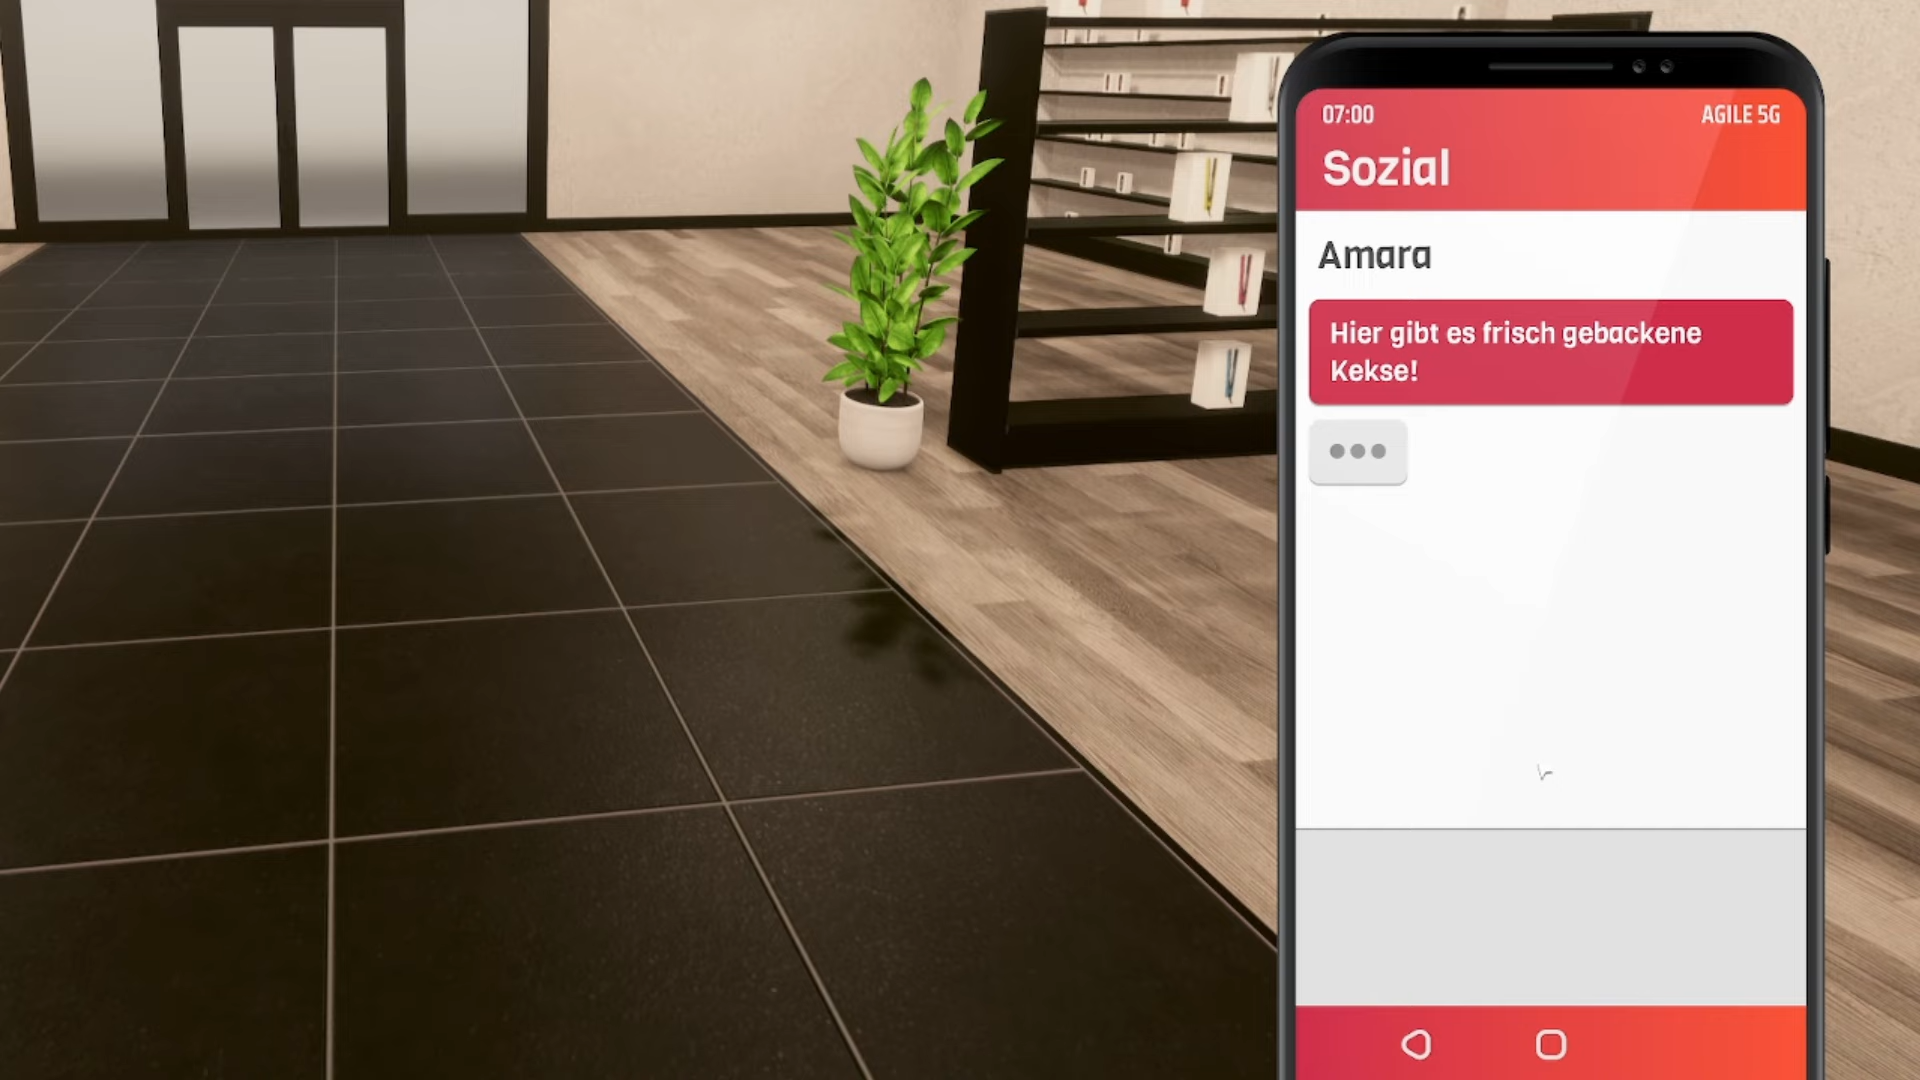 07:00 AGILE 5G
Sozial
Amara
Hier gibt es frisch gebackene
Kekse!